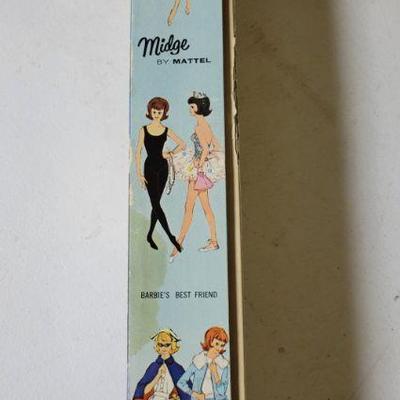 Midge
BY MATTEL
BARBIE'S BEST FRIEND